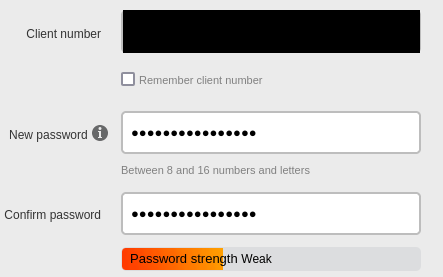 Client number
Remember client number
New password i
••••••••••••••••
Between 8 and 16 numbers and letters
Confirm password
••••••••••••••••
Password strength Weak